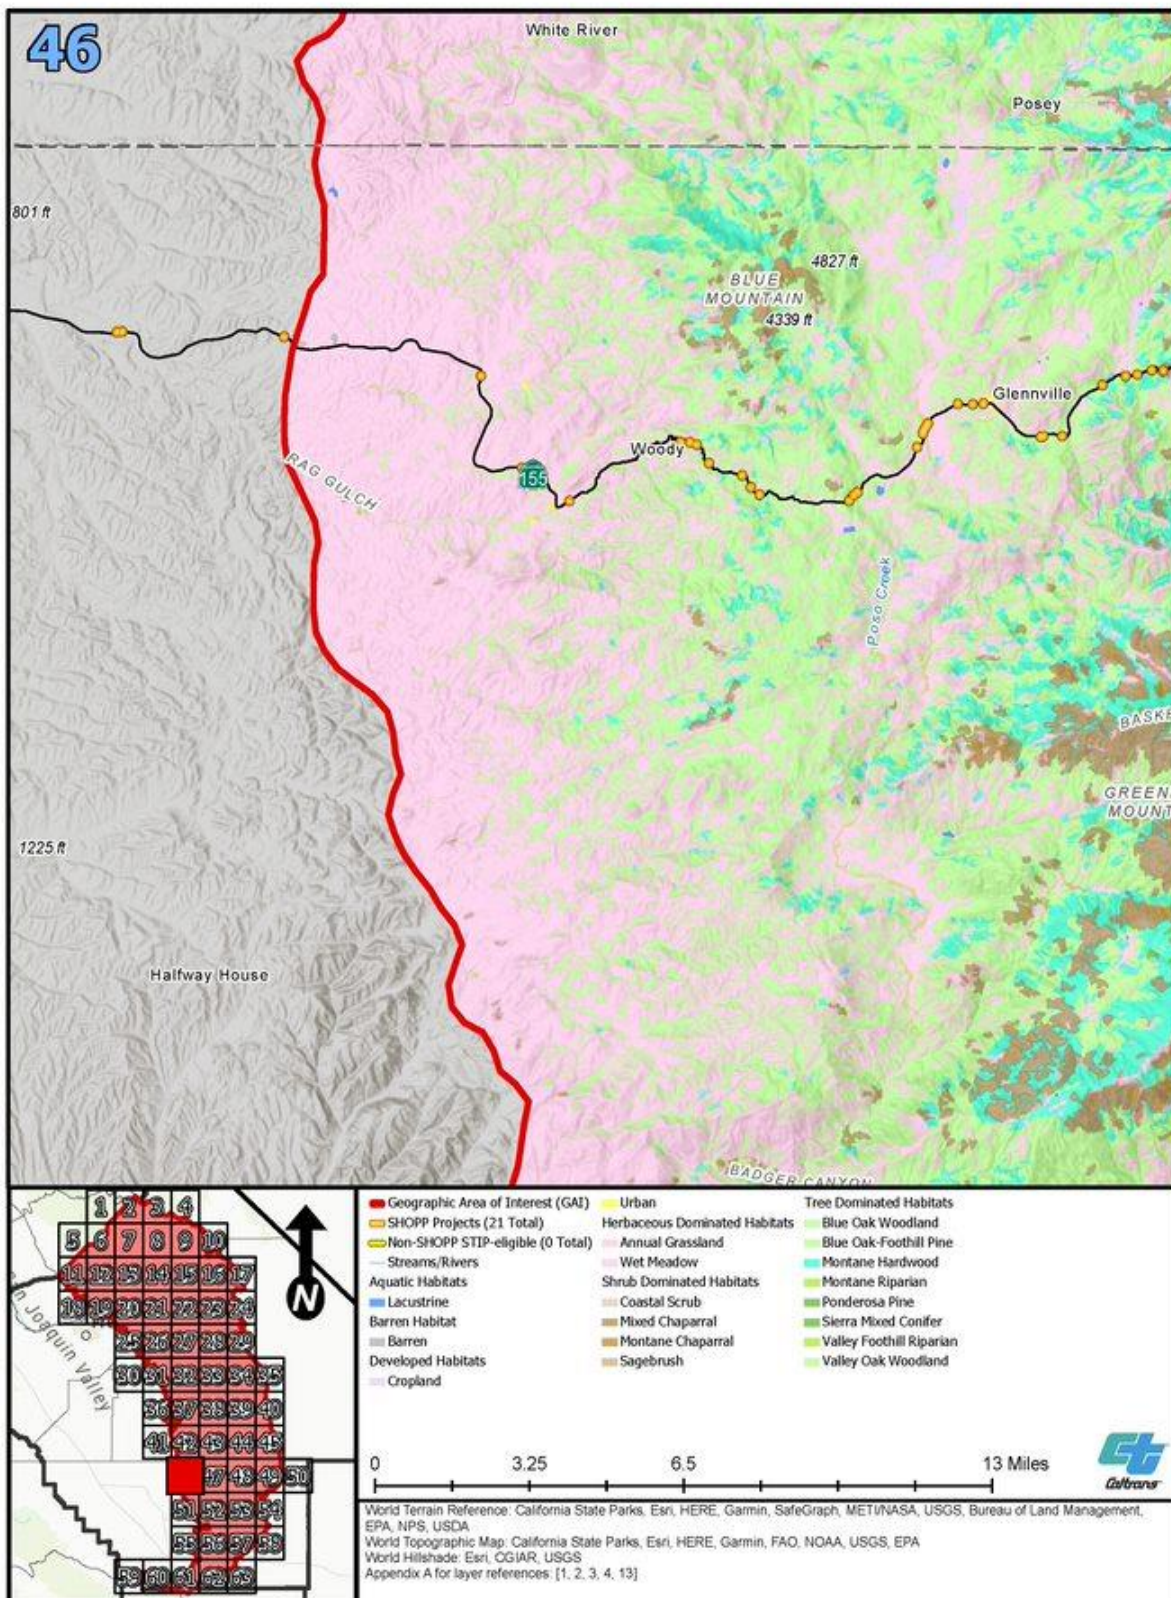 46
White River
Posey
801 ft
4827 ft
BLUE
MOUNTAIN
4339 ft
Glennville
Woody
155
RAG GULCH
Poso Creek
BASK
GREEN
MOUNT
1225 ft
Halfway House
BADGER CANYON
1 2 3 4
5 6 7 8 9 10
11 12 13 14 15 16 17
18 19 20 21 22 23 24
25 26 27 28 29
30 31 32 33 34 35
36 37 38 39 40
41 42 43 44 45
47 48 49 50
51 52 53 54
55 56 57 58
59 60 61 62 63
n Joaquin Valley
N
Geographic Area of Interest (GAI)
SHOPP Projects (21 Total)
Non-SHOPP STIP-eligible (0 Total)
Streams/Rivers
Aquatic Habitats
Lacustrine
Barren Habitat
Barren
Developed Habitats
Cropland
Urban
Herbaceous Dominated Habitats
Annual Grassland
Wet Meadow
Shrub Dominated Habitats
Coastal Scrub
Mixed Chaparral
Montane Chaparral
Sagebrush
Tree Dominated Habitats
Blue Oak Woodland
Blue Oak-Foothill Pine
Montane Hardwood
Montane Riparian
Ponderosa Pine
Sierra Mixed Conifer
Valley Foothill Riparian
Valley Oak Woodland
0 3.25 6.5 13 Miles
Caltrans
World Terrain Reference: California State Parks, Esri, HERE, Garmin, SafeGraph, METI/NASA, USGS, Bureau of Land Management,
EPA, NPS, USDA
World Topographic Map: California State Parks, Esri, HERE, Garmin, FAO, NOAA, USGS, EPA
World Hillshade: Esri, CGIAR, USGS
Appendix A for layer references: [1, 2, 3, 4, 13]